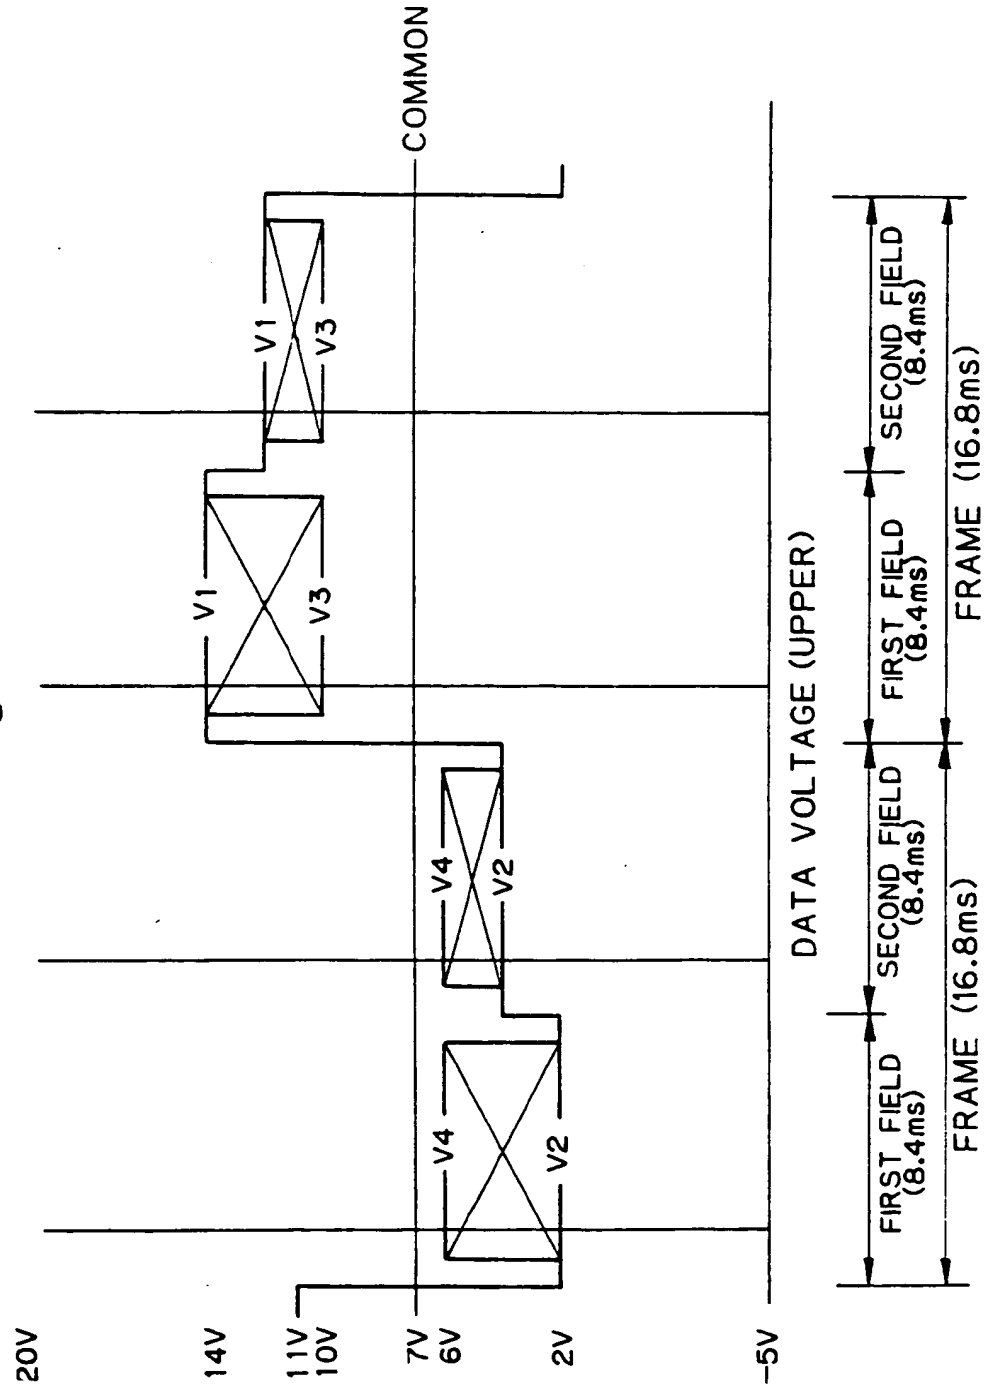 20V
14V
11V
10V
7V
6V
2V
-5V
COMMON
V4
V2
V4
V2
V1
V3
V1
V3
DATA VOLTAGE (UPPER)
FIRST FIELD
(8.4ms)
SECOND FIELD
(8.4ms)
FIRST FIELD
(8.4ms)
SECOND FIELD
(8.4ms)
FRAME (16.8ms)
FRAME (16.8ms)